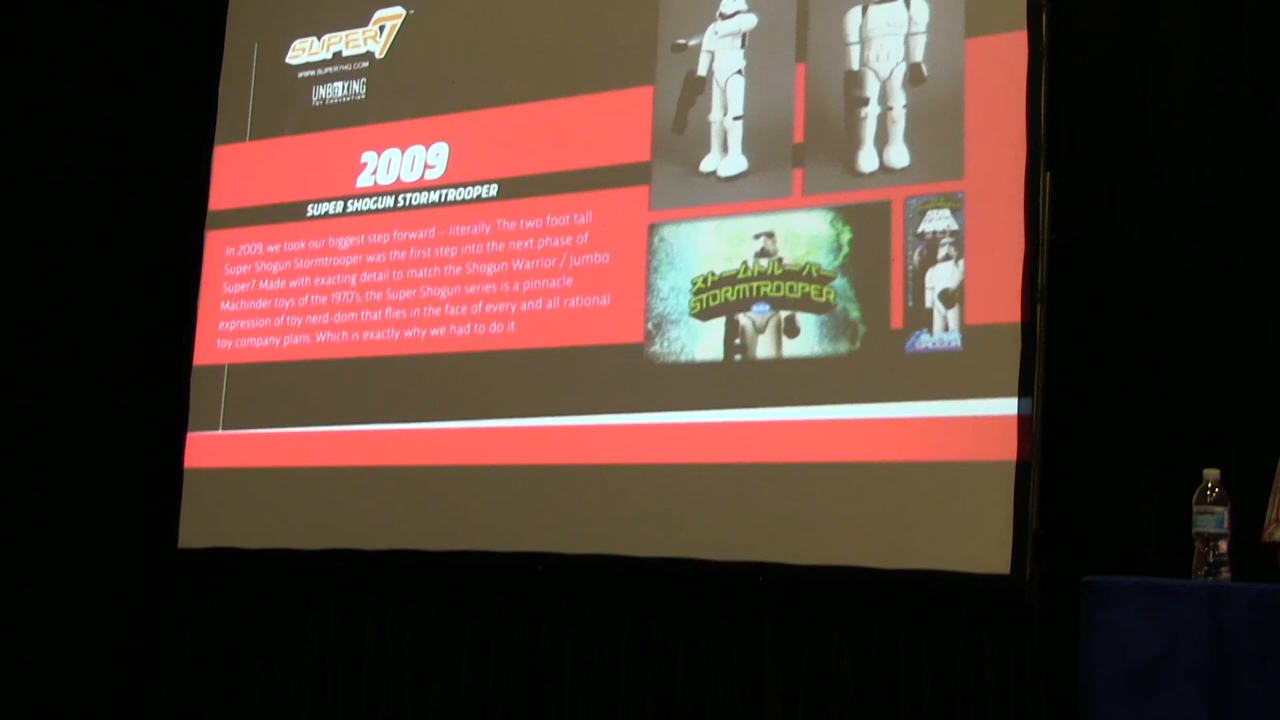 SUPER7
WWW.SUPER7HQ.COM
UNBOXING
TOY CONVENTION
2009
SUPER SHOGUN STORMTROOPER
In 2009, we took our biggest step forward – literally. The two foot tall
Super Shogun Stormtrooper was the first step into the next phase of
Super7. Made with exacting detail to match the Shogun Warrior / Jumbo
Machinder toys of the 1970's, the Super Shogun series is a pinnacle
expression of toy nerd-dom that flies in the face of every and all rational
toy company plans. Which is exactly why we had to do it.
ストームトルーパー
STORMTROOPER
STAR
WARS
SUPER
SHOGUN